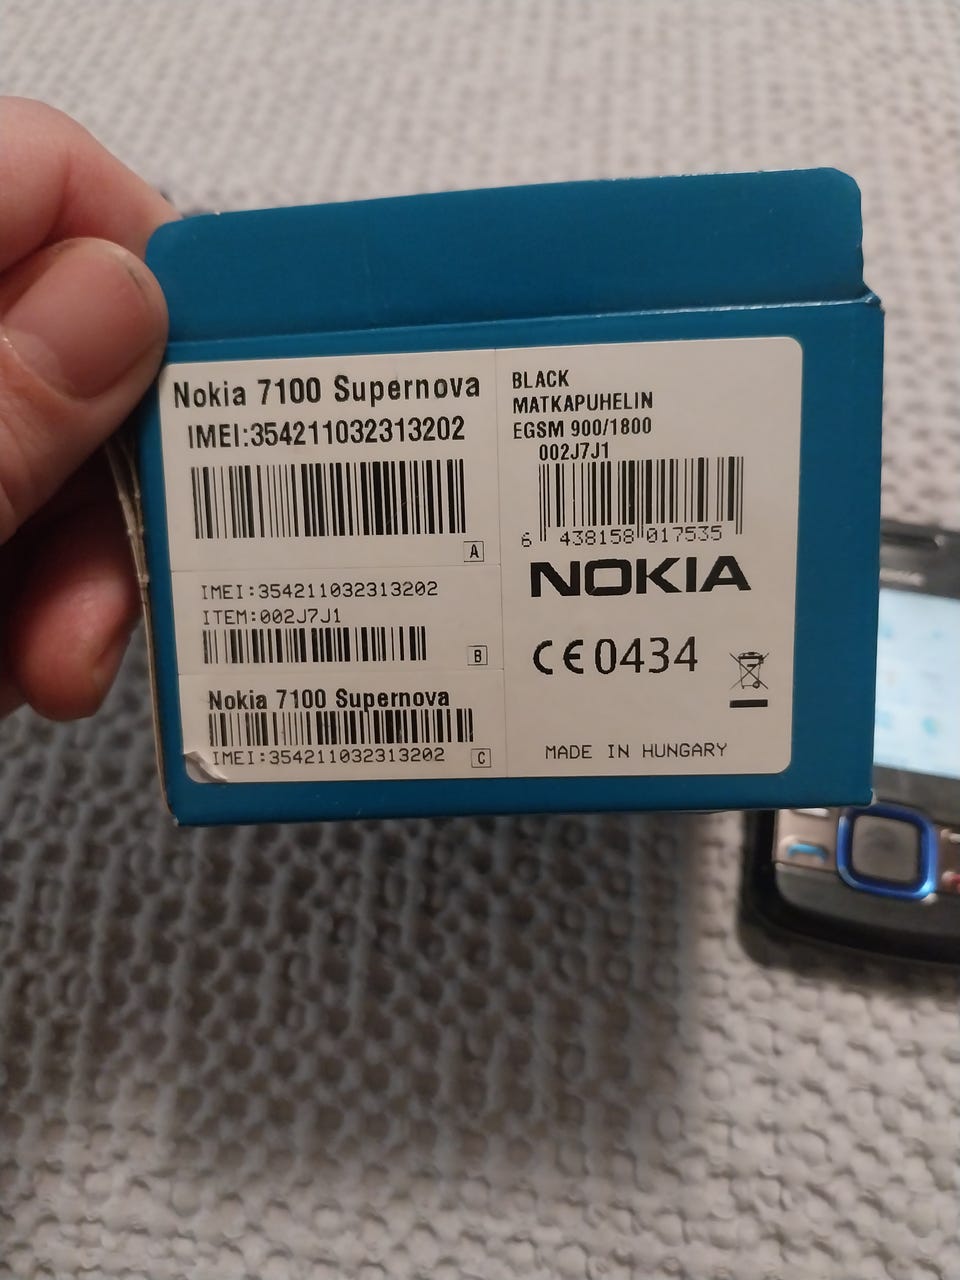 Nokia 7100 Supernova
IMEI:354211032313202
A
IMEI:354211032313202
ITEM:002J7J1
B
Nokia 7100 Supernova
IMEI:354211032313202
C
BLACK
MATKAPUHELIN
EGSM 900/1800
002J7J1
6 438158 017535
NOKIA
CE0434
MADE IN HUNGARY
NOKIA